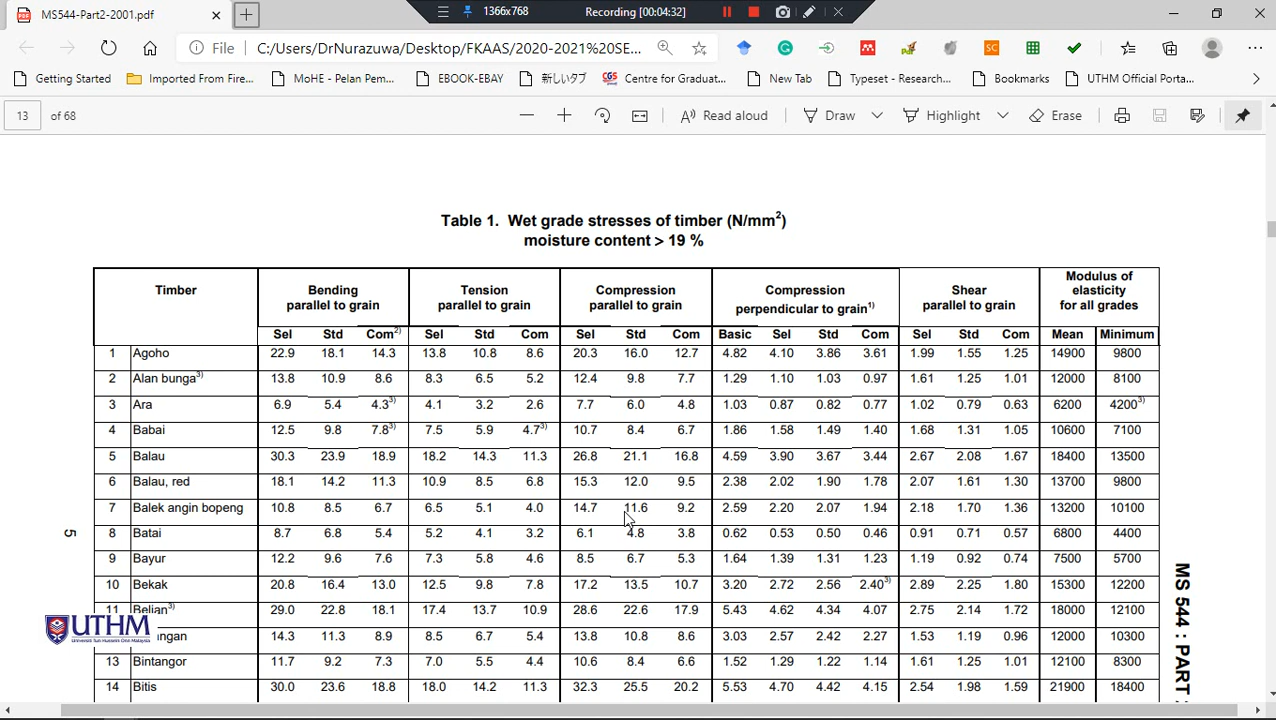 MS544-Part2-2001.pdf
1366x768
Recording [00:04:32]
File
C:/Users/DrNurazuwa/Desktop/FKAAS/2020-2021%20SE...
Getting Started
Imported From Fire...
MoHE - Pelan Pem...
EBOOK-EBAY
新しいタブ
CGS
Centre for Graduat...
New Tab
Typeset - Research...
Bookmarks
UTHM Official Porta...
13 of 68
Read aloud
Draw
Highlight
Erase
Table 1. Wet grade stresses of timber (N/mm²)
moisture content > 19 %
Timber
Bending
parallel to grain
Tension
parallel to grain
Compression
parallel to grain
Compression
perpendicular to grain¹⁾
Shear
parallel to grain
Modulus of
elasticity
for all grades
Sel Std Com²⁾ Sel Std Com Sel Std Com Basic Sel Std Com Sel Std Com Mean Minimum
1 Agoho 22.9 18.1 14.3 13.8 10.8 8.6 20.3 16.0 12.7 4.82 4.10 3.86 3.61 1.99 1.55 1.25 14900 9800
2 Alan bunga³⁾ 13.8 10.9 8.6 8.3 6.5 5.2 12.4 9.8 7.7 1.29 1.10 1.03 0.97 1.61 1.25 1.01 12000 8100
3 Ara 6.9 5.4 4.3³⁾ 4.1 3.2 2.6 7.7 6.0 4.8 1.03 0.87 0.82 0.77 1.02 0.79 0.63 6200 4200³⁾
4 Babai 12.5 9.8 7.8³⁾ 7.5 5.9 4.7³⁾ 10.7 8.4 6.7 1.86 1.58 1.49 1.40 1.68 1.31 1.05 10600 7100
5 Balau 30.3 23.9 18.9 18.2 14.3 11.3 26.8 21.1 16.8 4.59 3.90 3.67 3.44 2.67 2.08 1.67 18400 13500
6 Balau, red 18.1 14.2 11.3 10.9 8.5 6.8 15.3 12.0 9.5 2.38 2.02 1.90 1.78 2.07 1.61 1.30 13700 9800
7 Balek angin bopeng 10.8 8.5 6.7 6.5 5.1 4.0 14.7 11.6 9.2 2.59 2.20 2.07 1.94 2.18 1.70 1.36 13200 10100
8 Batai 8.7 6.8 5.4 5.2 4.1 3.2 6.1 4.8 3.8 0.62 0.53 0.50 0.46 0.91 0.71 0.57 6800 4400
9 Bayur 12.2 9.6 7.6 7.3 5.8 4.6 8.5 6.7 5.3 1.64 1.39 1.31 1.23 1.19 0.92 0.74 7500 5700
10 Bekak 20.8 16.4 13.0 12.5 9.8 7.8 17.2 13.5 10.7 3.20 2.72 2.56 2.40³⁾ 2.89 2.25 1.80 15300 12200
11 Belian³⁾ 29.0 22.8 18.1 17.4 13.7 10.9 28.6 22.6 17.9 5.43 4.62 4.34 4.07 2.75 2.14 1.72 18000 12100
angan 14.3 11.3 8.9 8.5 6.7 5.4 13.8 10.8 8.6 3.03 2.57 2.42 2.27 1.53 1.19 0.96 12000 10300
13 Bintangor 11.7 9.2 7.3 7.0 5.5 4.4 10.6 8.4 6.6 1.52 1.29 1.22 1.14 1.61 1.25 1.01 12100 8300
14 Bitis 30.0 23.6 18.8 18.0 14.2 11.3 32.3 25.5 20.2 5.53 4.70 4.42 4.15 2.54 1.98 1.59 21900 18400
5
MS 544 : PART
UTHM
Universiti Tun Hussein Onn Malaysia